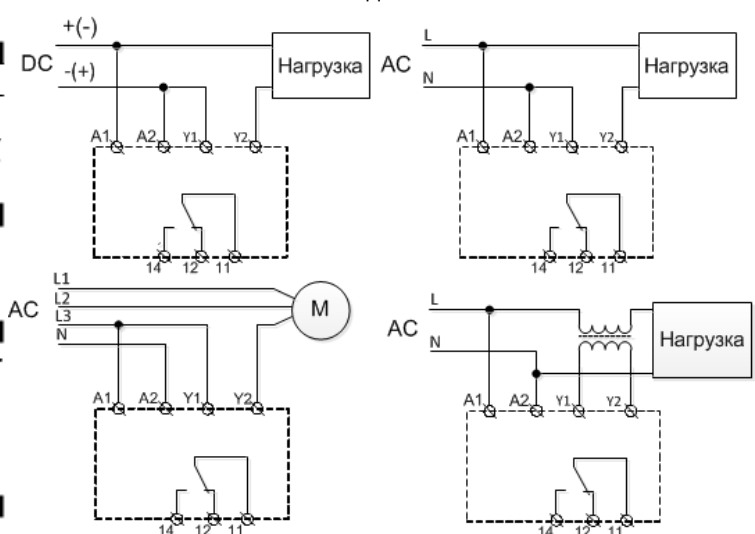 +(-)
DC
-(+)
Нагрузка
A1 A2 Y1 Y2
14 12 11
L
AC
N
Нагрузка
A1 A2 Y1 Y2
14 12 11
L1
AC
L2
L3
N
M
A1 A2 Y1 Y2
14 12 11
L
AC
N
Нагрузка
A1 A2 Y1 Y2
14 12 11